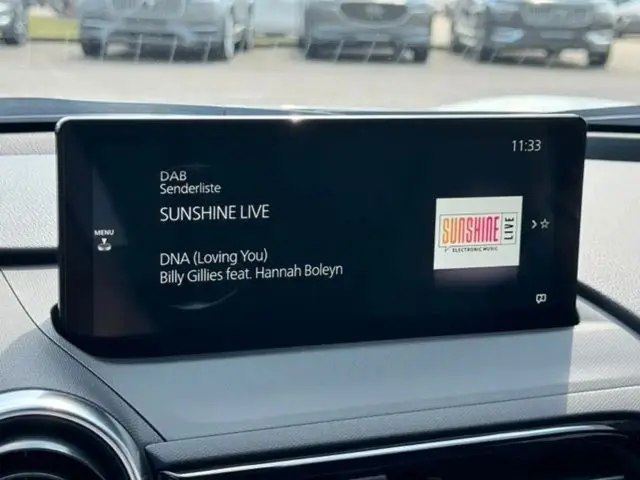 11:33
DAB
Senderliste
SUNSHINE LIVE
MENU
SUNSHINE LIVE
ELECTRONIC MUSIC
DNA (Loving You)
Billy Gillies feat. Hannah Boleyn